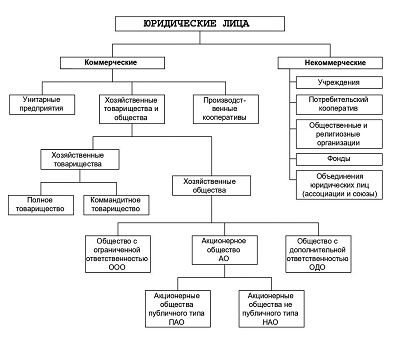 ЮРИДИЧЕСКИЕ ЛИЦА
Коммерческие
Некоммерческие
Унитарные
предприятия
Хозяйственные
товарищества и
общества
Производст-
венные
кооперативы
Учреждения
Потребительский
кооператив
Общественные и
религиозные
организации
Фонды
Объединения
юридических лиц
(ассоциации и союзы)
Хозяйственные
товарищества
Хозяйственные
общества
Полное
товарищество
Коммандитное
товарищество
Общество с
ограниченной
ответственностью
ООО
Акционерное
общество
АО
Общество с
дополнительной
ответственностью
ОДО
Акционерные
общества
публичного типа
ПАО
Акционерные
общества не
публичного типа
НАО